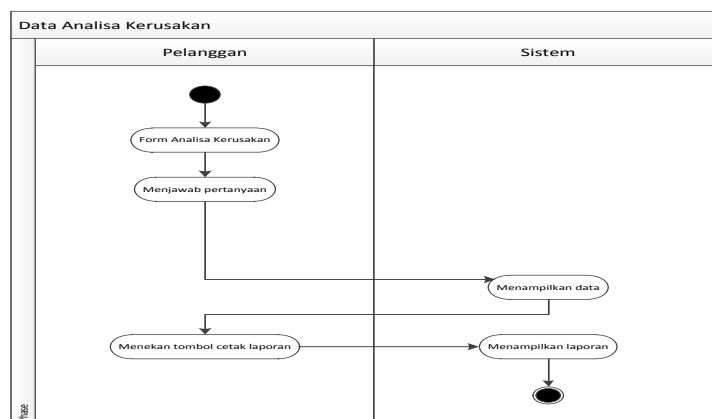 Data Analisa Kerusakan
Pelanggan
Sistem
Form Analisa Kerusakan
Menjawab pertanyaan
Menampilkan data
Menekan tombol cetak laporan
Menampilkan laporan